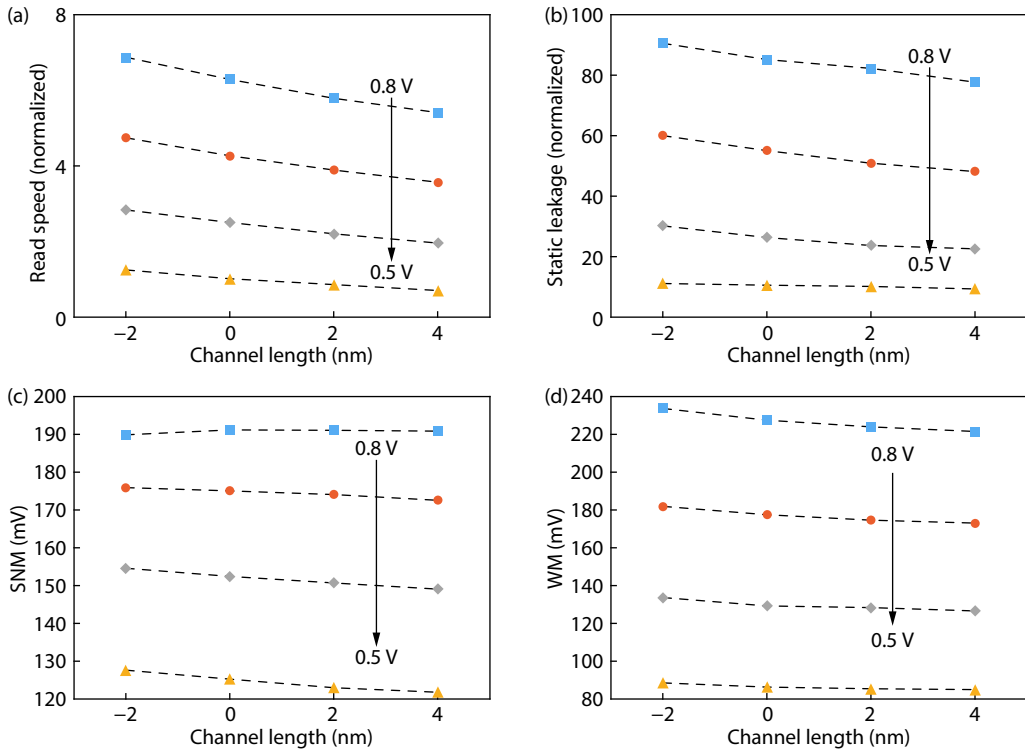 (a)
8
4
0
Read speed (normalized)
0.8 V
0.5 V
−2 0 2 4
Channel length (nm)
(b)
100
80
60
40
20
0
Static leakage (normalized)
0.8 V
0.5 V
−2 0 2 4
Channel length (nm)
(c)
200
190
180
170
160
150
140
130
120
SNM (mV)
0.8 V
0.5 V
−2 0 2 4
Channel length (nm)
(d)
240
220
200
180
160
140
120
100
80
WM (mV)
0.8 V
0.5 V
−2 0 2 4
Channel length (nm)